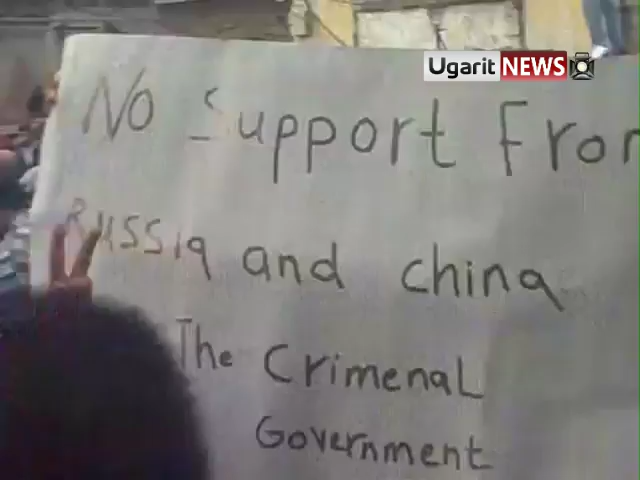 Ugarit NEWS
No Support Fro
Russia and china
The Crimenal
Government